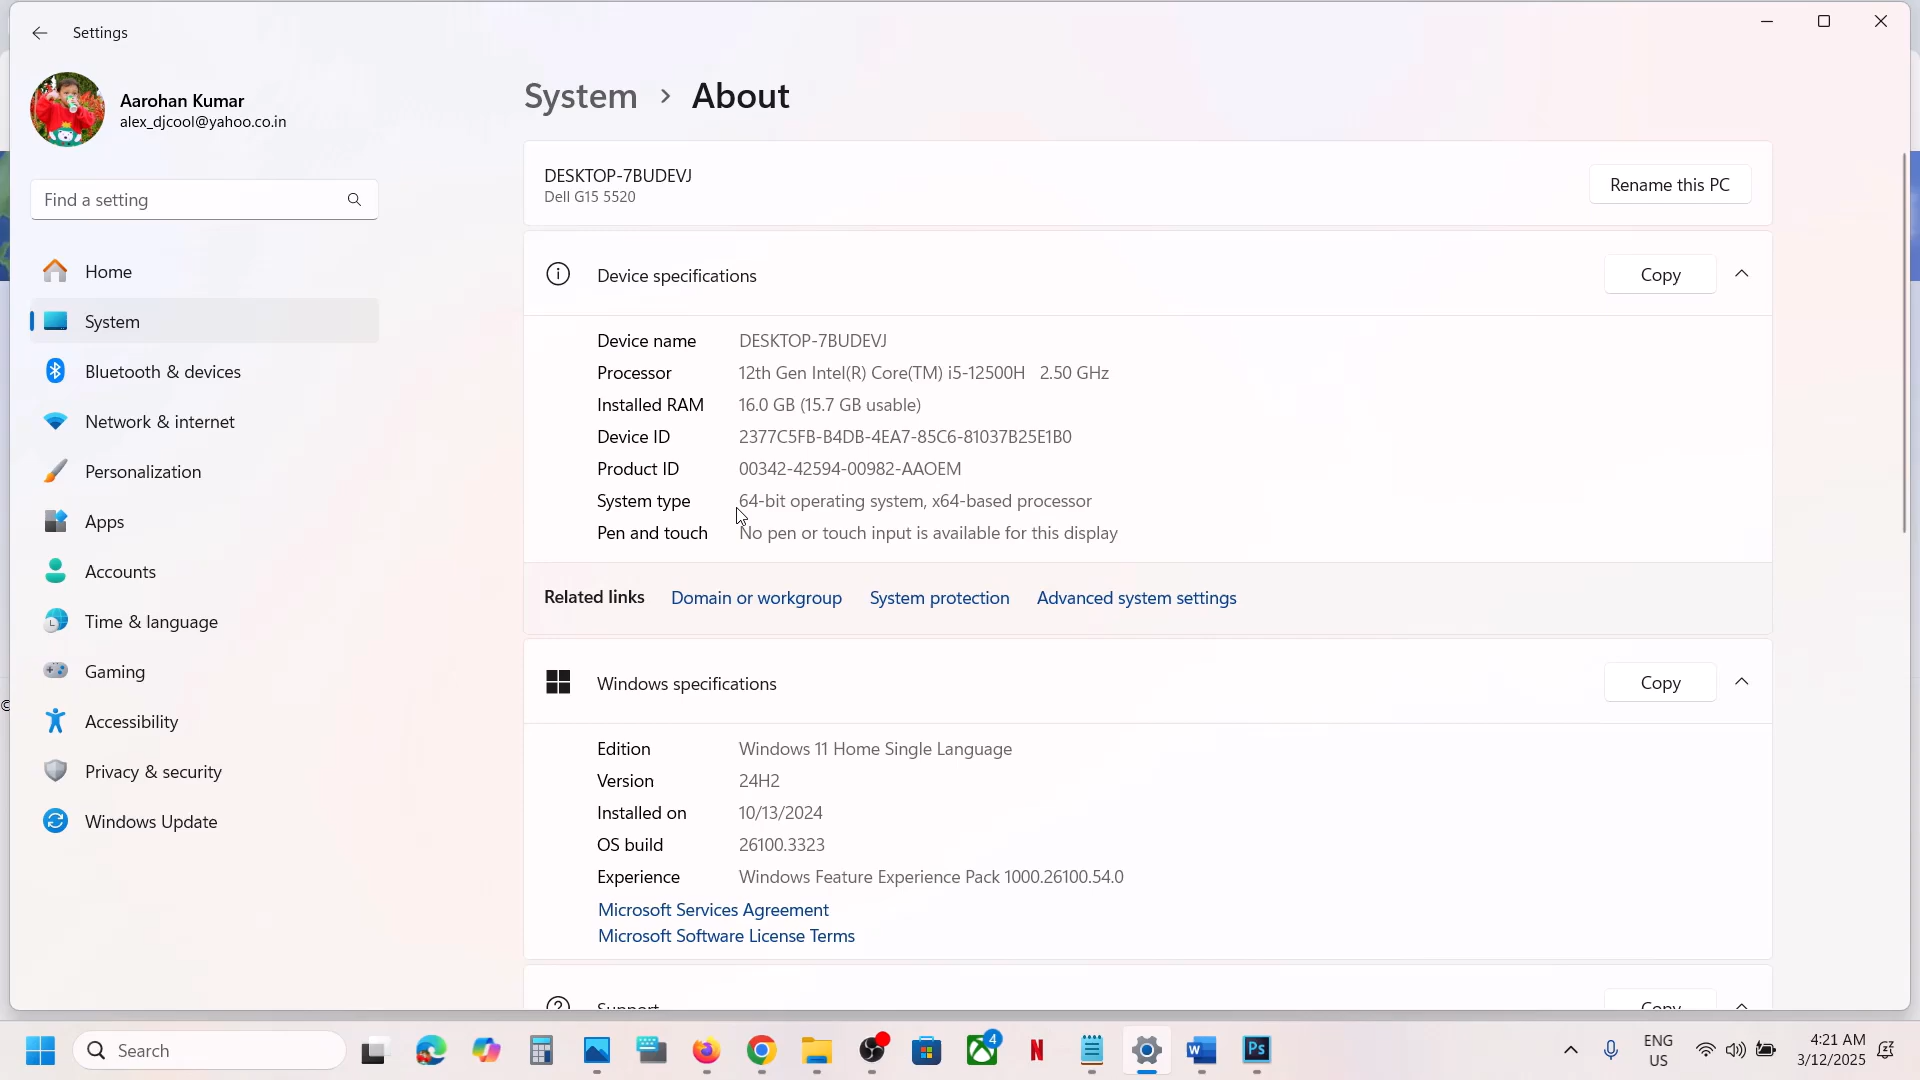 Settings
Aarohan Kumar
alex_djcool@yahoo.co.in
Find a setting
Home
System
Bluetooth & devices
Network & internet
Personalization
Apps
Accounts
Time & language
Gaming
Accessibility
Privacy & security
Windows Update
System > About
DESKTOP-7BUDEVJ
Dell G15 5520
Rename this PC
Device specifications
Copy
Device name DESKTOP-7BUDEVJ
Processor 12th Gen Intel(R) Core(TM) i5-12500H 2.50 GHz
Installed RAM 16.0 GB (15.7 GB usable)
Device ID 2377C5FB-B4DB-4EA7-85C6-81037B25E1B0
Product ID 00342-42594-00982-AAOEM
System type 64-bit operating system, x64-based processor
Pen and touch No pen or touch input is available for this display
Related links Domain or workgroup System protection Advanced system settings
Windows specifications
Copy
Edition Windows 11 Home Single Language
Version 24H2
Installed on 10/13/2024
OS build 26100.3323
Experience Windows Feature Experience Pack 1000.26100.54.0
Microsoft Services Agreement
Microsoft Software License Terms
Support
Copy
Search
4
N
W
Ps
ENG
US
4:21 AM
3/12/2025